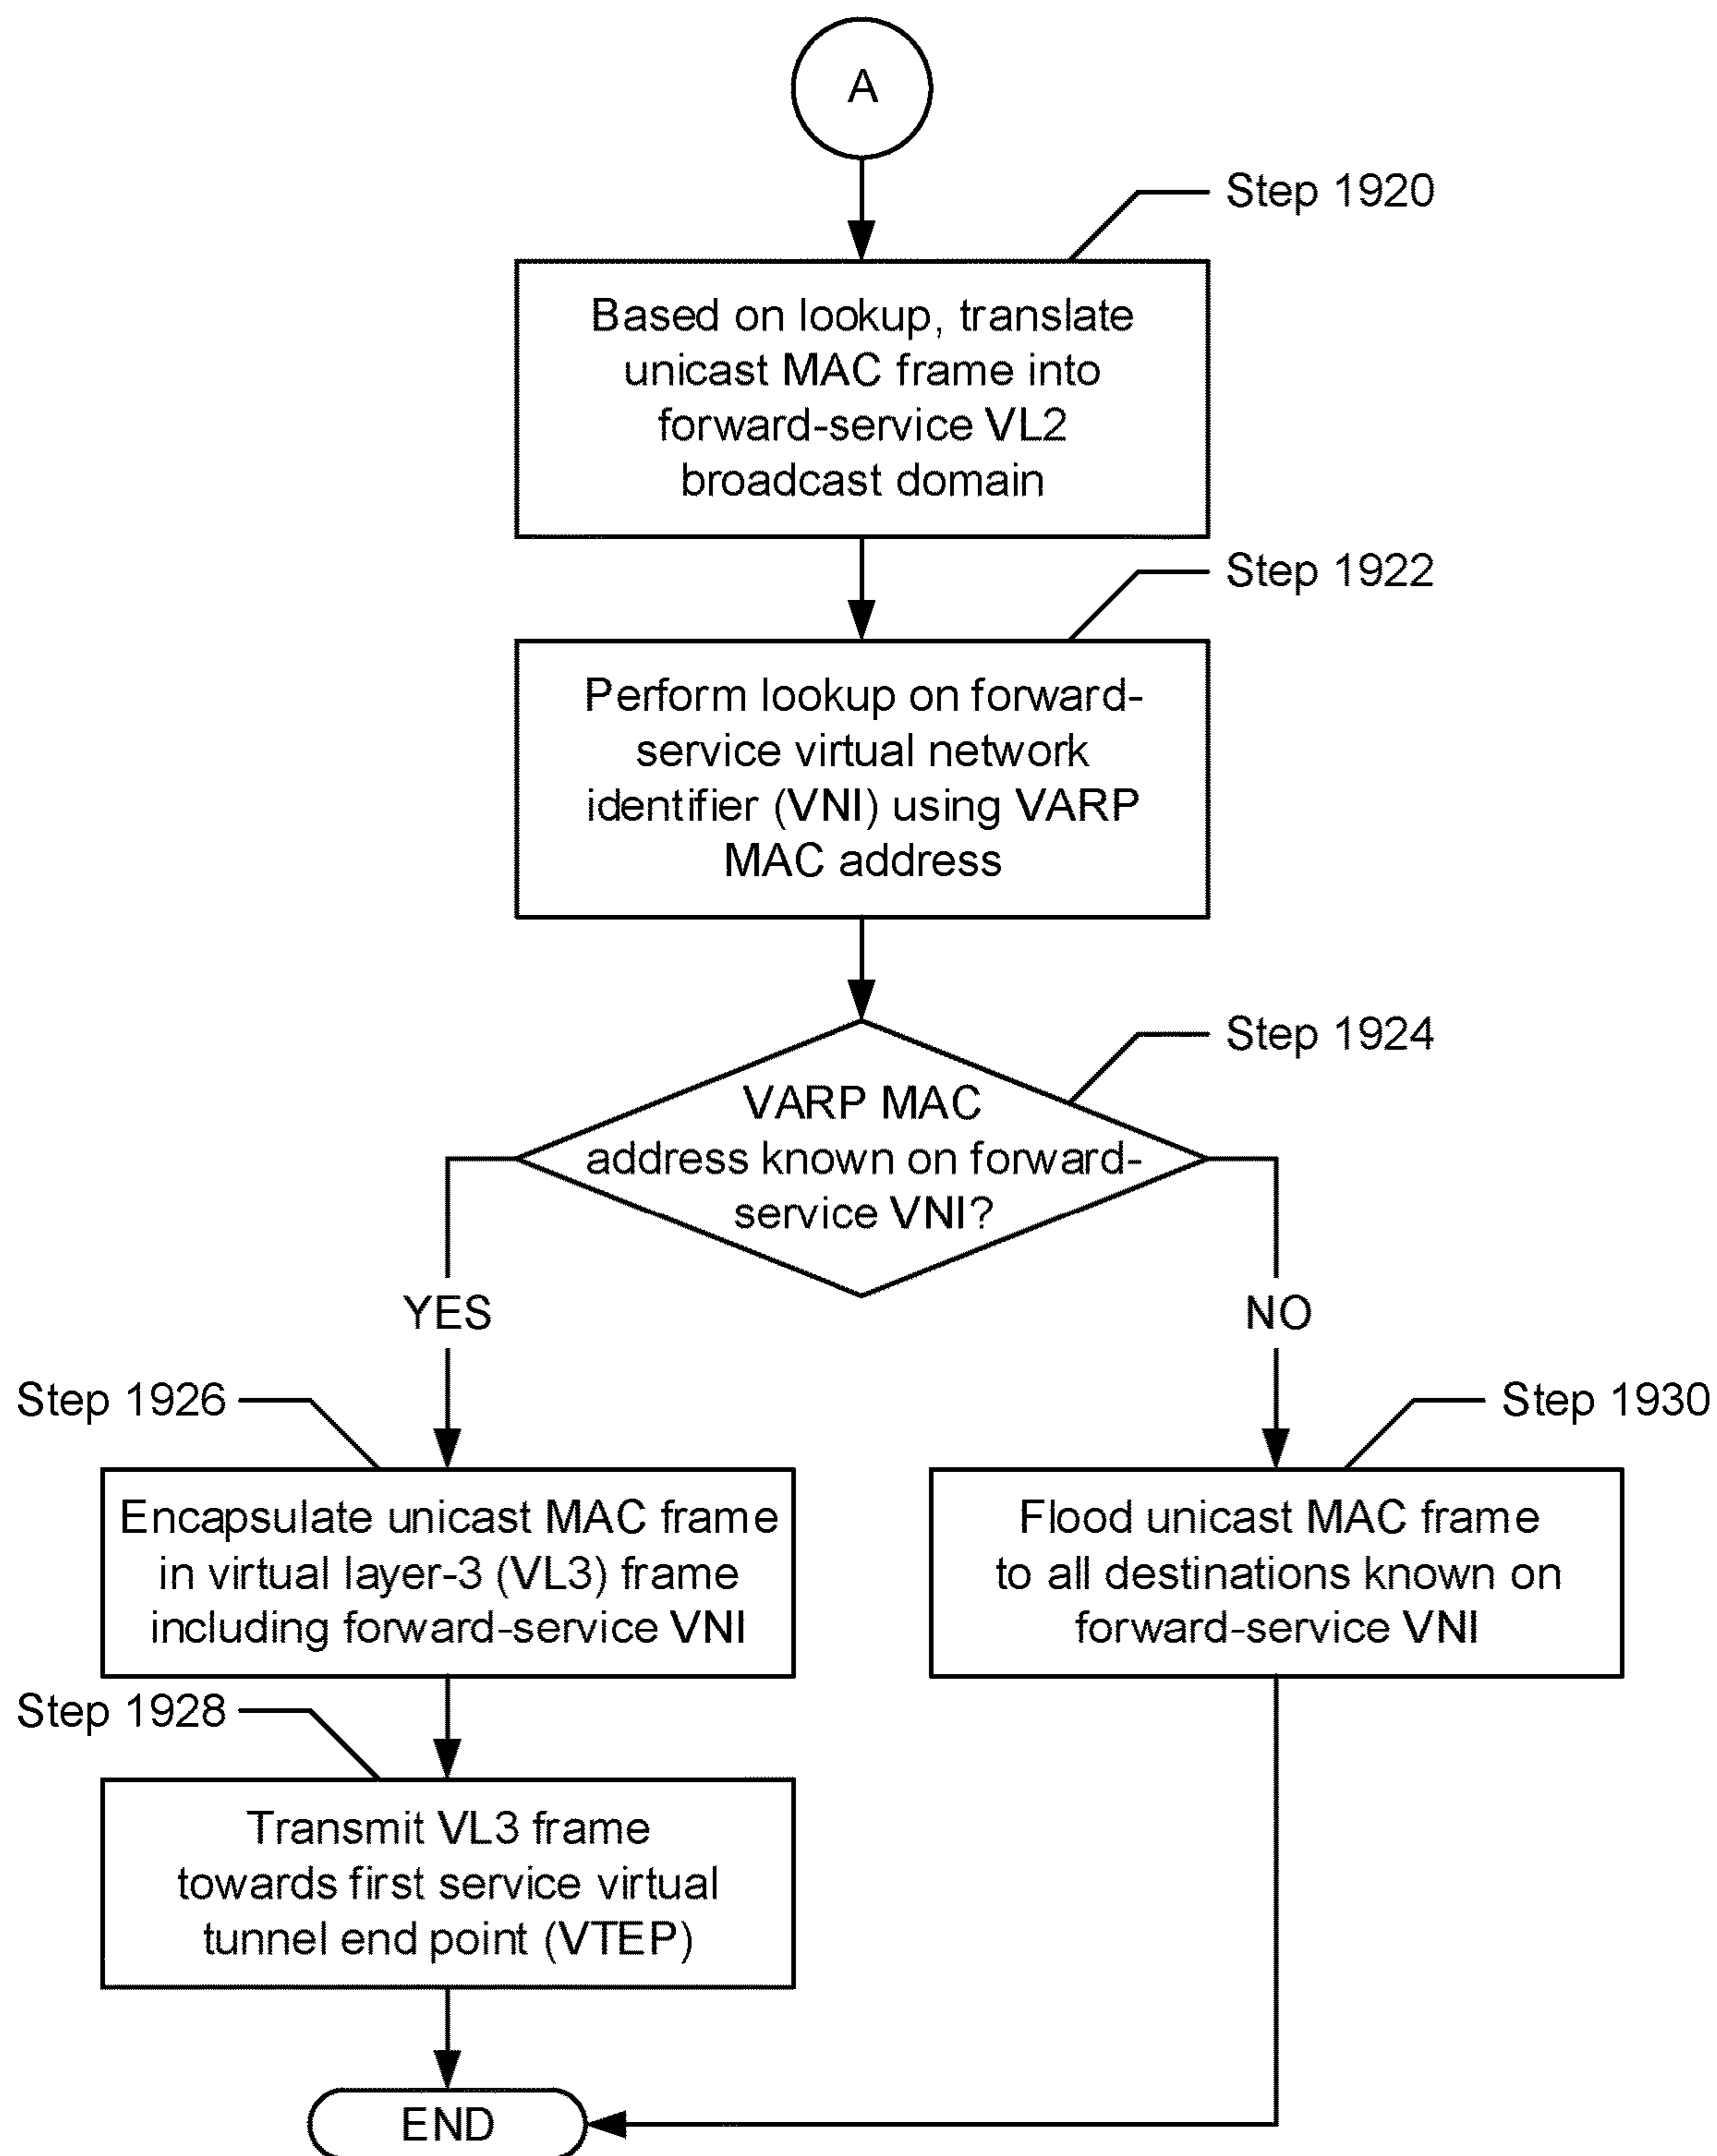 A
Step 1920
Based on lookup, translate
unicast MAC frame into
forward-service VL2
broadcast domain
Step 1922
Perform lookup on forward-
service virtual network
identifier (VNI) using VARP
MAC address
Step 1924
VARP MAC
address known on forward-
service VNI?
YES
NO
Step 1926
Encapsulate unicast MAC frame
in virtual layer-3 (VL3) frame
including forward-service VNI
Step 1930
Flood unicast MAC frame
to all destinations known on
forward-service VNI
Step 1928
Transmit VL3 frame
towards first service virtual
tunnel end point (VTEP)
END